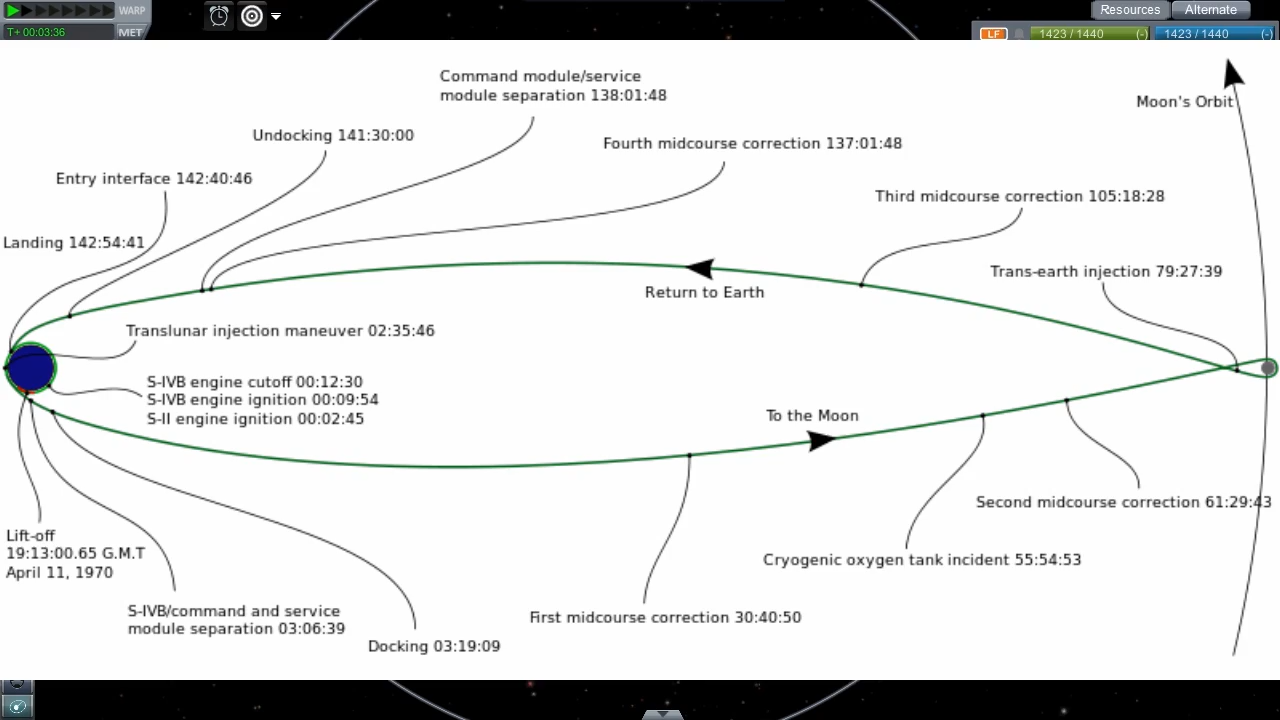 WARP
T+ 00:03:36
MET
Resources
Alternate
LF
1423 / 1440
(-)
1423 / 1440
(-)
Command module/service
module separation 138:01:48
Moon's Orbit
Undocking 141:30:00
Fourth midcourse correction 137:01:48
Entry interface 142:40:46
Third midcourse correction 105:18:28
Landing 142:54:41
Trans-earth injection 79:27:39
Return to Earth
Translunar injection maneuver 02:35:46
S-IVB engine cutoff 00:12:30
S-IVB engine ignition 00:09:54
S-II engine ignition 00:02:45
To the Moon
Second midcourse correction 61:29:43
Lift-off
19:13:00.65 G.M.T
April 11, 1970
Cryogenic oxygen tank incident 55:54:53
S-IVB/command and service
module separation 03:06:39
First midcourse correction 30:40:50
Docking 03:19:09